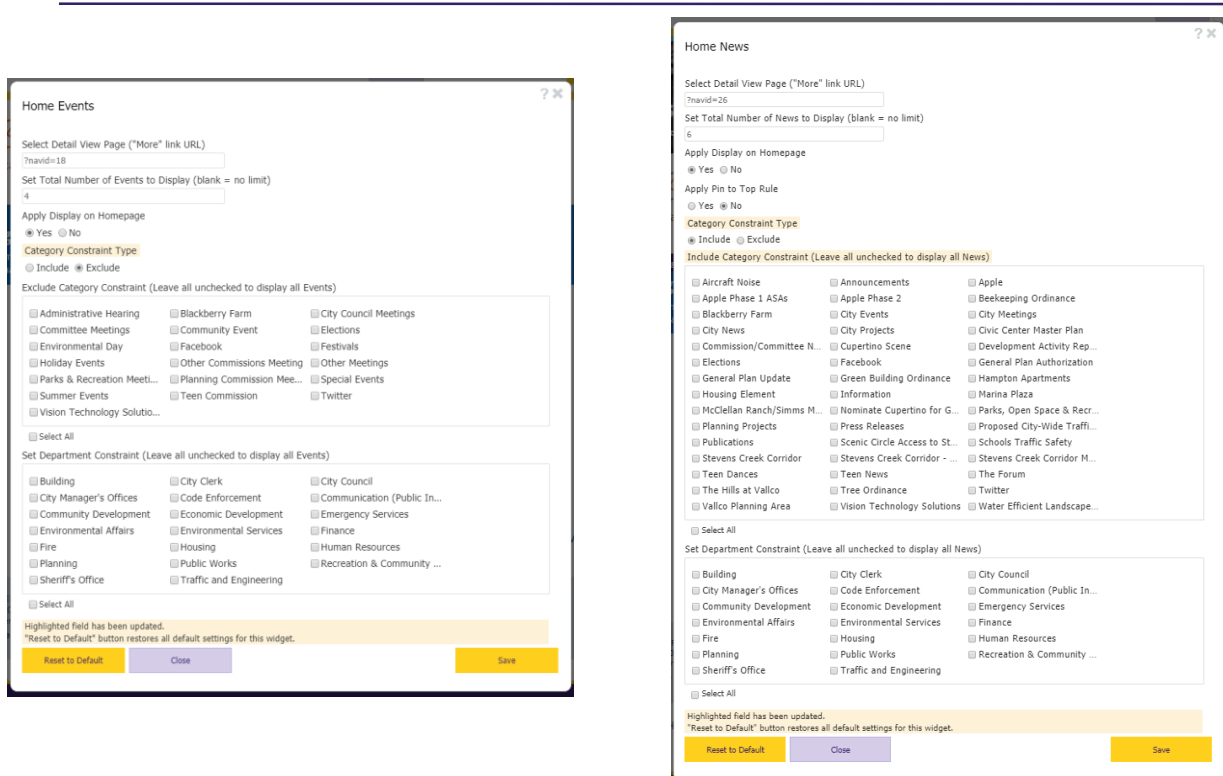 Home Events
? ×
Select Detail View Page ("More" link URL)
?navid=18
Set Total Number of Events to Display (blank = no limit)
4
Apply Display on Homepage
Yes No
Category Constraint Type
Include Exclude
Exclude Category Constraint (Leave all unchecked to display all Events)
Administrative Hearing Blackberry Farm City Council Meetings
Committee Meetings Community Event Elections
Environmental Day Facebook Festivals
Holiday Events Other Commissions Meeting Other Meetings
Parks & Recreation Meeti... Planning Commission Mee... Special Events
Summer Events Teen Commission Twitter
Vision Technology Solutio...
Select All
Set Department Constraint (Leave all unchecked to display all Events)
Building City Clerk City Council
City Manager's Offices Code Enforcement Communication (Public In...
Community Development Economic Development Emergency Services
Environmental Affairs Environmental Services Finance
Fire Housing Human Resources
Planning Public Works Recreation & Community ...
Sheriff's Office Traffic and Engineering
Select All
Highlighted field has been updated.
"Reset to Default" button restores all default settings for this widget.
Reset to Default Close Save
Home News
? ×
Select Detail View Page ("More" link URL)
?navid=26
Set Total Number of News to Display (blank = no limit)
6
Apply Display on Homepage
Yes No
Apply Pin to Top Rule
Yes No
Category Constraint Type
Include Exclude
Include Category Constraint (Leave all unchecked to display all News)
Aircraft Noise Announcements Apple
Apple Phase 1 ASAs Apple Phase 2 Beekeeping Ordinance
Blackberry Farm City Events City Meetings
City News City Projects Civic Center Master Plan
Commission/Committee N... Cupertino Scene Development Activity Rep...
Elections Facebook General Plan Authorization
General Plan Update Green Building Ordinance Hampton Apartments
Housing Element Information Marina Plaza
McClellan Ranch/Simms M... Nominate Cupertino for G... Parks, Open Space & Recr...
Planning Projects Press Releases Proposed City-Wide Traffi...
Publications Scenic Circle Access to St... Schools Traffic Safety
Stevens Creek Corridor Stevens Creek Corridor - ... Stevens Creek Corridor M...
Teen Dances Teen News The Forum
The Hills at Vallco Tree Ordinance Twitter
Vallco Planning Area Vision Technology Solutions Water Efficient Landscape...
Select All
Set Department Constraint (Leave all unchecked to display all News)
Building City Clerk City Council
City Manager's Offices Code Enforcement Communication (Public In...
Community Development Economic Development Emergency Services
Environmental Affairs Environmental Services Finance
Fire Housing Human Resources
Planning Public Works Recreation & Community ...
Sheriff's Office Traffic and Engineering
Select All
Highlighted field has been updated.
"Reset to Default" button restores all default settings for this widget.
Reset to Default Close Save